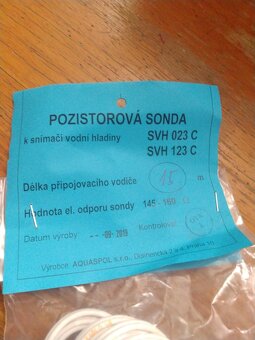 POZISTOROVÁ SONDA
k snímači vodní hladiny SVH 023 C
SVH 123 C
Délka připojovacího vodiče 15 m
Hodnota el. odporu sondy 145 - 160 Ω
Datum výroby -- -09- 2019 Kontroloval:
Výrobce: AQUASPOL s.r.o.,